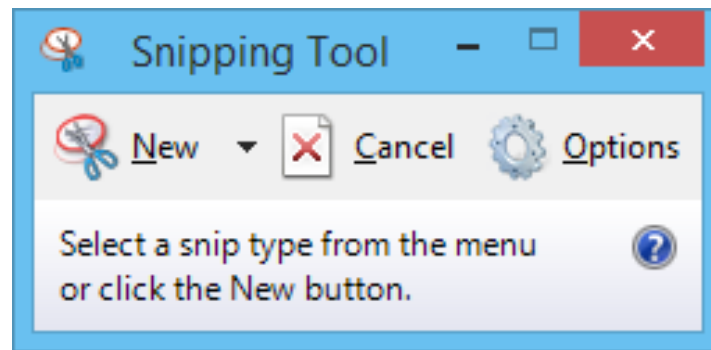 Snipping Tool
New Cancel Options
Select a snip type from the menu
or click the New button.